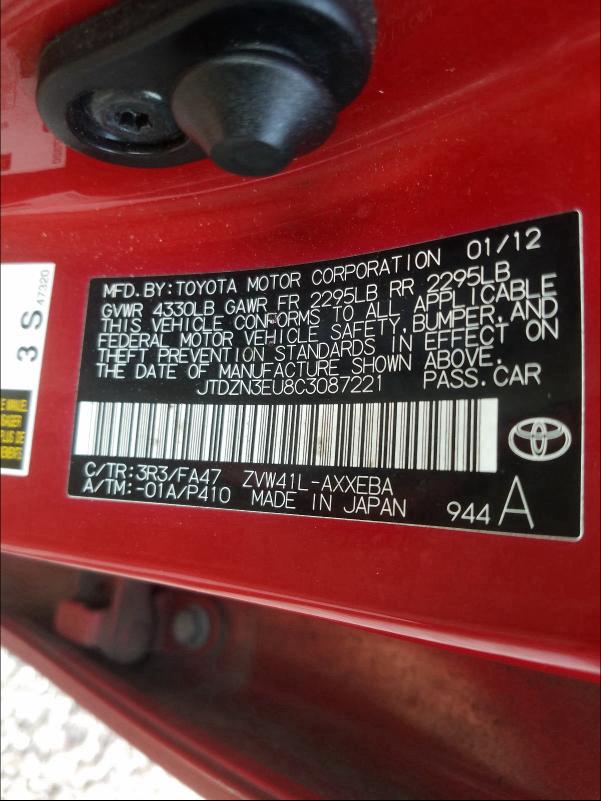 MFD. BY: TOYOTA MOTOR CORPORATION 01/12
GVWR 4330LB GAWR FR 2295LB RR 2295LB
THIS VEHICLE CONFORMS TO ALL APPLICABLE
FEDERAL MOTOR VEHICLE SAFETY, BUMPER, AND
THEFT PREVENTION STANDARDS IN EFFECT ON
THE DATE OF MANUFACTURE SHOWN ABOVE.
JTDZN3EU8C3087221 PASS. CAR
C/TR: 3R3/FA47 ZVW41L-AXXEBA
A/TM: -01A/P410 MADE IN JAPAN
944 A
3 S 47320